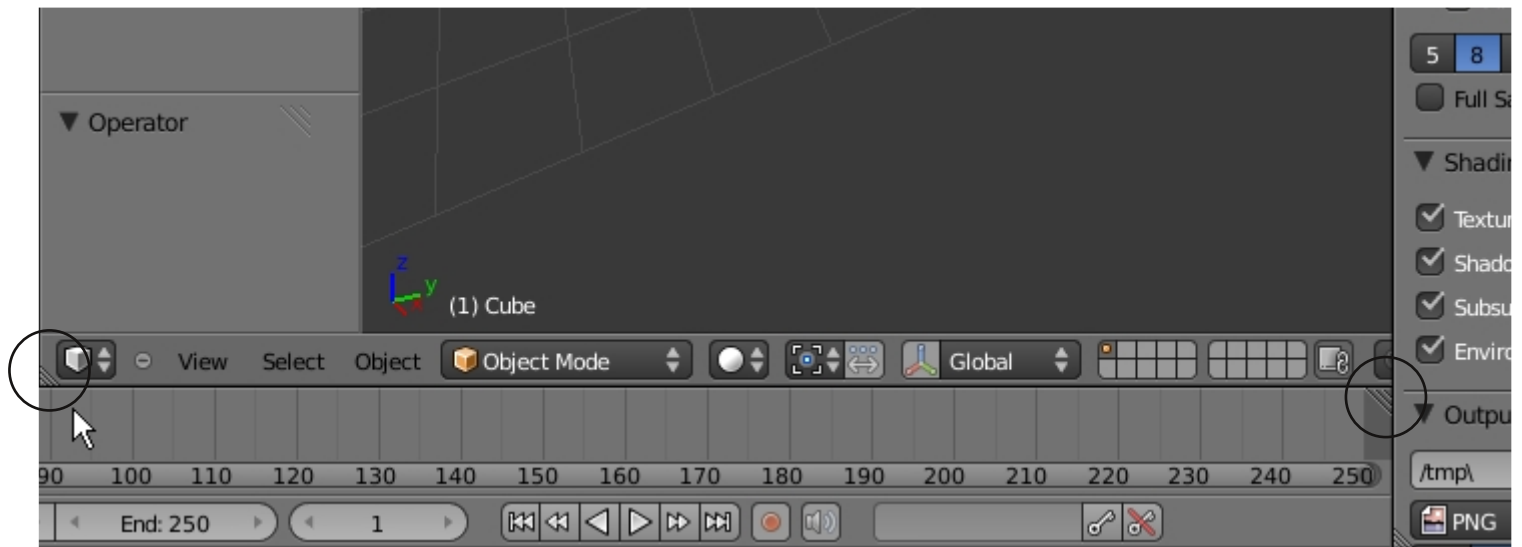 5 8
Full Sa
Operator
Shadin
Textur
Shado
z
y
x
(1) Cube
Subsu
View Select Object Object Mode Global
Enviro
Outpu
90 100 110 120 130 140 150 160 170 180 190 200 210 220 230 240 250
/tmp\
End: 250 1
PNG